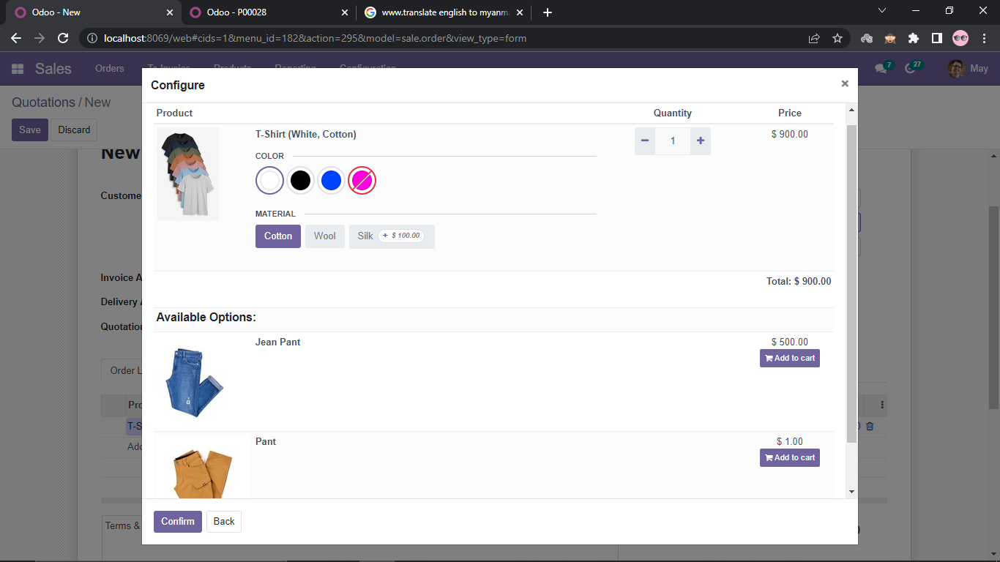 Odoo - New
Odoo - P00028
www.translate english to myanma
localhost:8069/web#cids=1&menu_id=182&action=295&model=sale.order&view_type=form
Sales Orders To Invoice Products Reporting Configuration 7 27 May
Quotations / New
Save Discard
New
Custome
Invoice A
Delivery
Quotation
Order L
Pro
T-S
Add
Terms &
Configure
Product Quantity Price
T-Shirt (White, Cotton) 1 $ 900.00
COLOR
MATERIAL
Cotton Wool Silk + $ 100.00
Total: $ 900.00
Available Options:
Jean Pant $ 500.00
Add to cart
Pant $ 1.00
Add to cart
Confirm Back